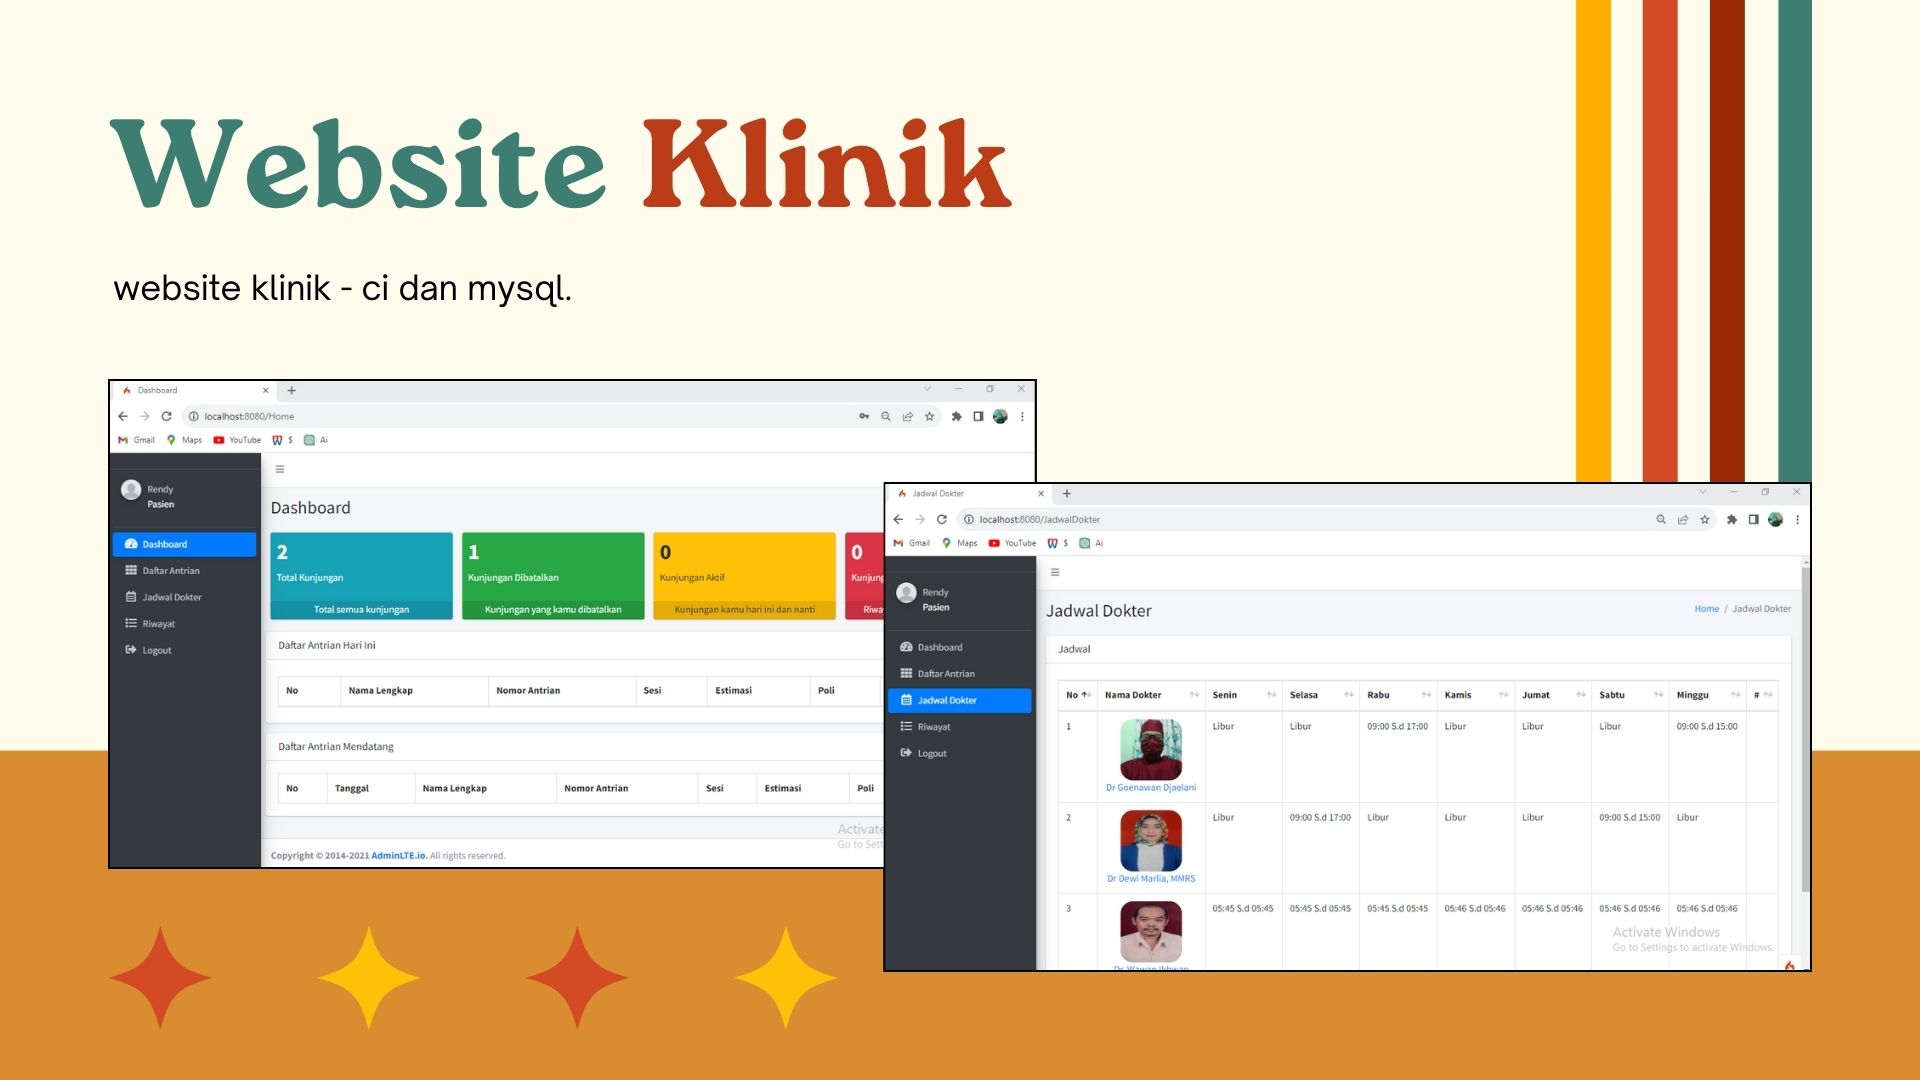 Website Klinik
website klinik - ci dan mysql.
Dashboard
localhost:8080/Home
Gmail Maps YouTube $ Ai
Rendy
Pasien
Dashboard
Daftar Antrian
Jadwal Dokter
Riwayat
Logout
Dashboard
2 1 0 0
Total Kunjungan Kunjungan Dibatalkan Kunjungan Aktif
Total semua kunjungan Kunjungan yang kamu dibatalkan Kunjungan kamu hari ini dan nanti
Daftar Antrian Hari Ini
No Nama Lengkap Nomor Antrian Sesi Estimasi Poli
Daftar Antrian Mendatang
No Tanggal Nama Lengkap Nomor Antrian Sesi Estimasi Poli
Activate
Go to Sett
Copyright © 2014-2021 AdminLTE.io. All rights reserved.
Jadwal Dokter
localhost:8080/JadwalDokter
Gmail Maps YouTube $ Ai
Rendy
Pasien
Dashboard
Daftar Antrian
Jadwal Dokter
Riwayat
Logout
Jadwal Dokter
Home / Jadwal Dokter
Jadwal
No Nama Dokter Senin Selasa Rabu Kamis Jumat Sabtu Minggu #
1 Libur Libur 09:00 S.d 17:00 Libur Libur Libur 09:00 S.d 15:00
Dr Goenawan Djaelani
2 Libur 09:00 S.d 17:00 Libur Libur Libur 09:00 S.d 15:00 Libur
Dr Dewi Marlia, MMRS
3 05:45 S.d 05:45 05:45 S.d 05:45 05:45 S.d 05:45 05:46 S.d 05:46 05:46 S.d 05:46 05:46 S.d 05:46 05:46 S.d 05:46
Activate Windows
Go to Settings to activate Windows.